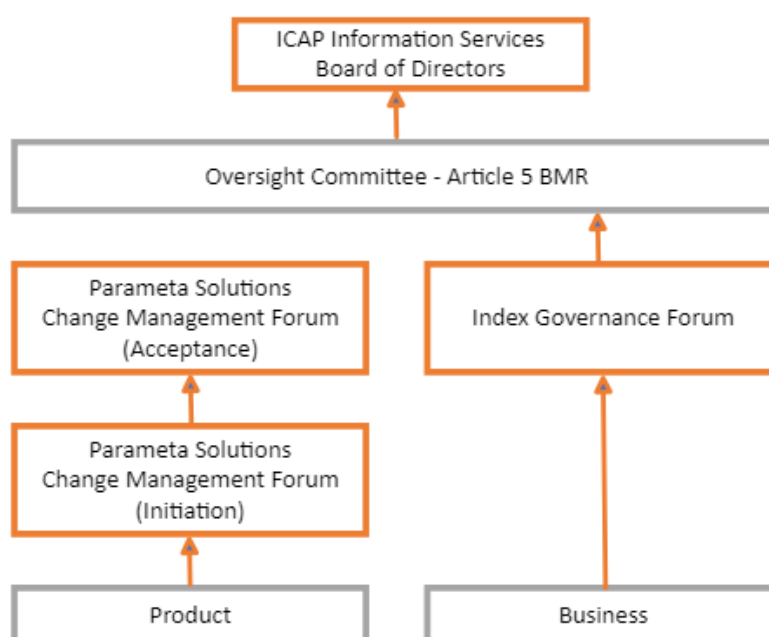 ICAP Information Services
Board of Directors
Oversight Committee - Article 5 BMR
Parameta Solutions
Change Management Forum
(Acceptance)
Index Governance Forum
Parameta Solutions
Change Management Forum
(Initiation)
Product
Business